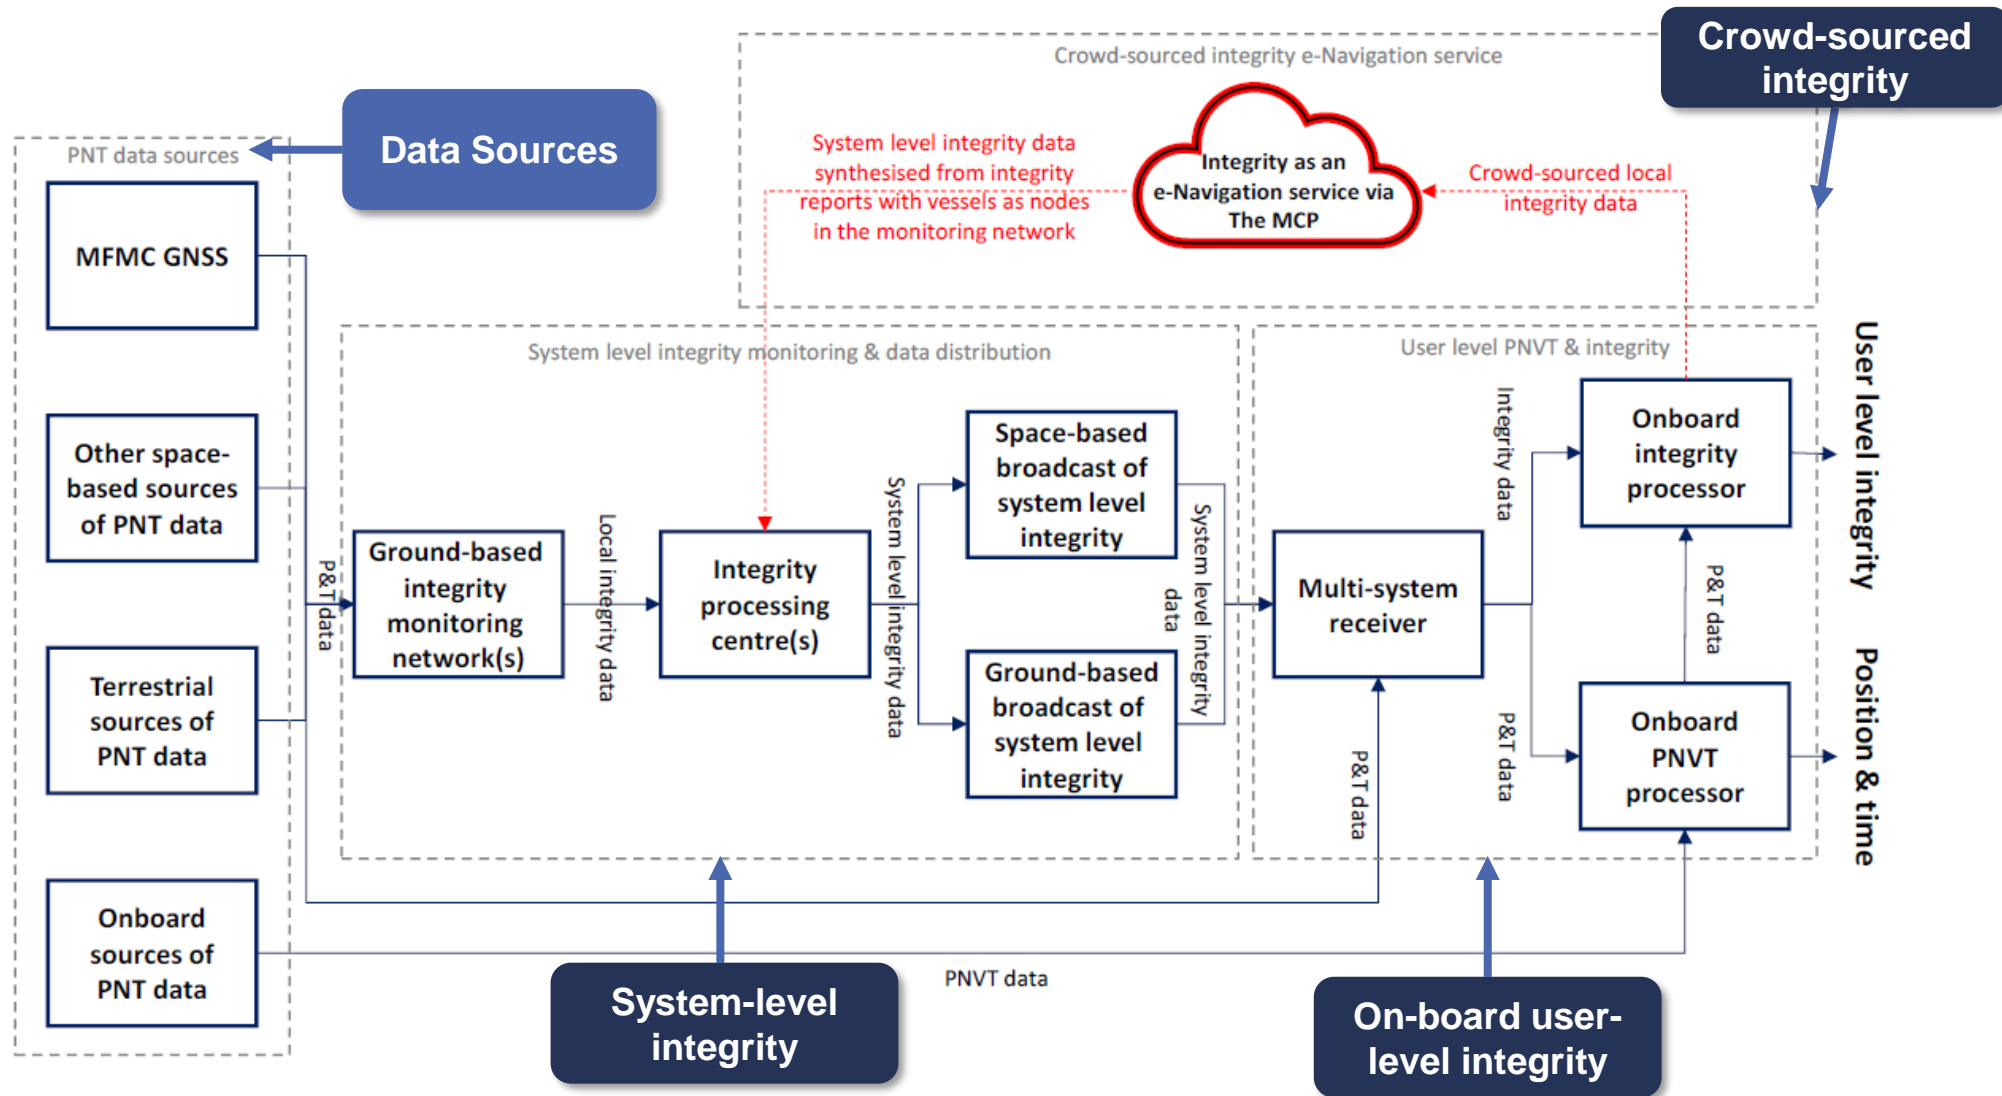 Crowd-sourced
integrity
Crowd-sourced integrity e-Navigation service
Data Sources
PNT data sources
System level integrity data
synthesised from integrity
reports with vessels as nodes
in the monitoring network
Integrity as an
e-Navigation service via
The MCP
Crowd-sourced local
integrity data
MFMC GNSS
Other space-
based sources
of PNT data
Terrestrial
sources of
PNT data
Onboard
sources of
PNT data
P&T data
System level integrity monitoring & data distribution
Ground-based
integrity
monitoring
network(s)
Local integrity data
Integrity
processing
centre(s)
System level integrity data
Space-based
broadcast of
system level
integrity
Ground-based
broadcast of
system level
integrity
System level integrity
data
User level PNVT & integrity
Multi-system
receiver
Integrity data
P&T data
P&T data
P&T data
Onboard
integrity
processor
Onboard
PNVT
processor
User level integrity
Position & time
PNVT data
System-level
integrity
On-board user-
level integrity